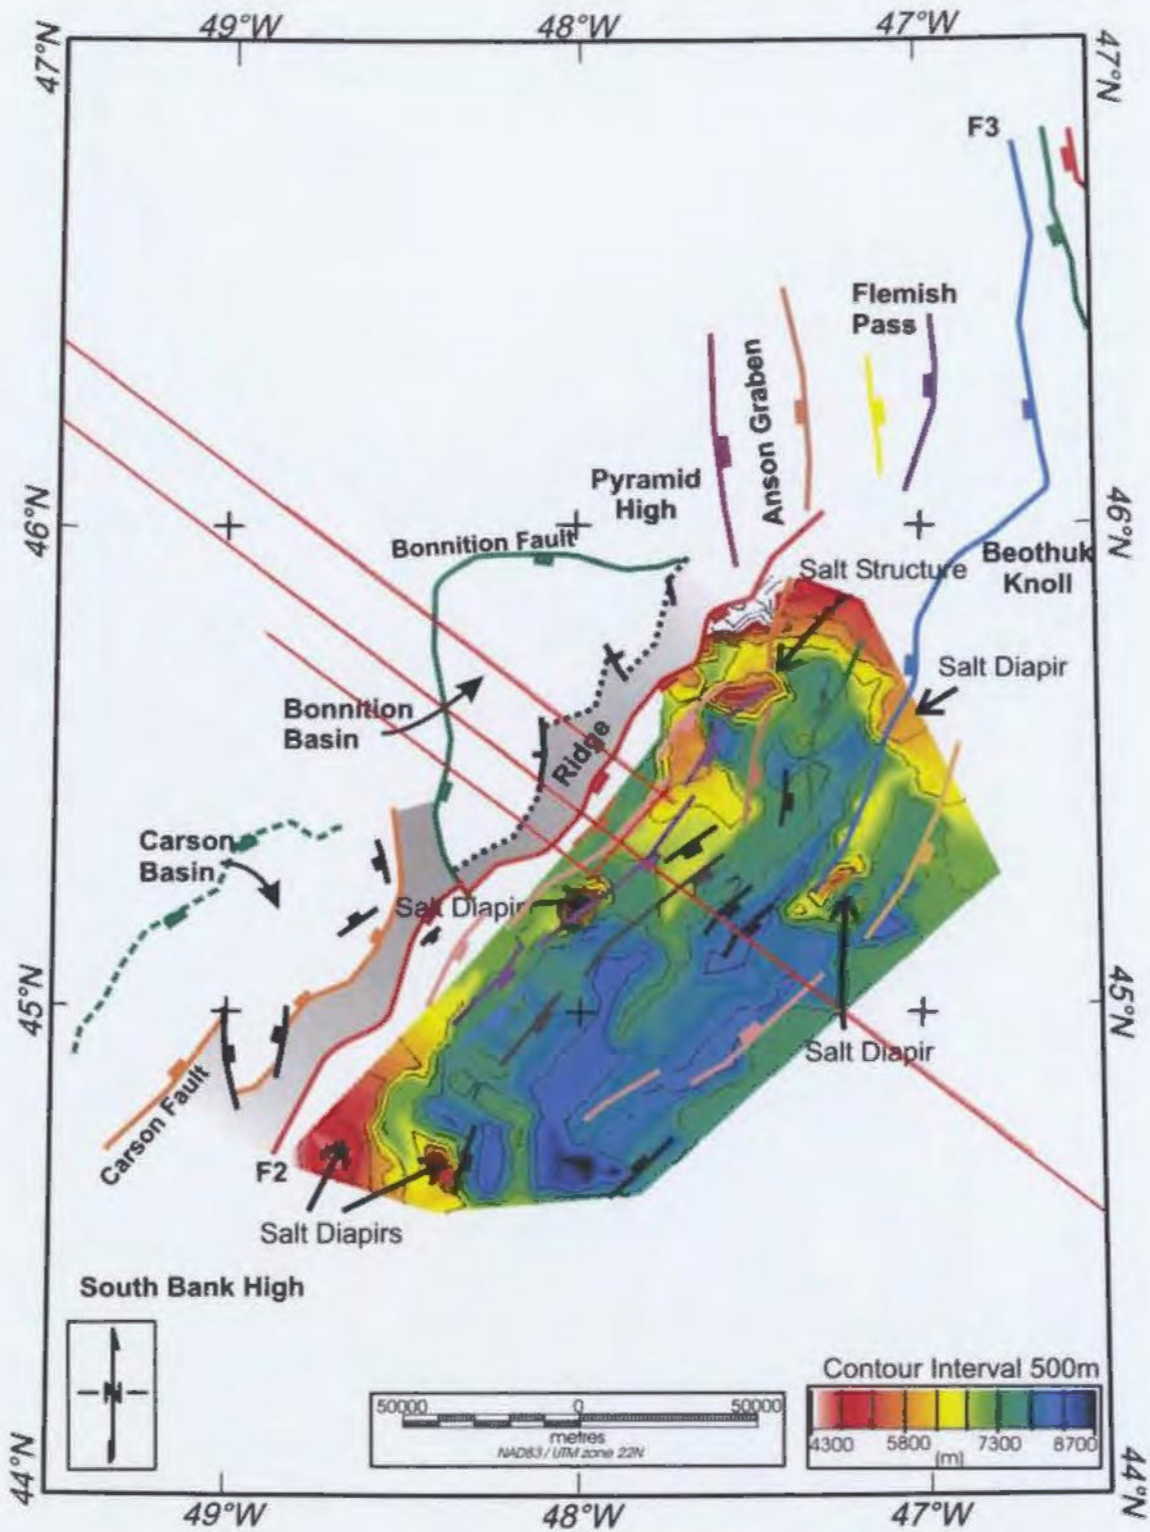 49°W 48°W 47°W
47°N 47°N
F3
Flemish
Pass
Anson Graben
Pyramid
High
46°N 46°N
Bonnition Fault
Beothuk
Knoll
Salt Structure
Salt Diapir
Bonnition
Basin
Ridge
Carson
Basin
Salt Diapir
45°N 45°N
Salt Diapir
Carson Fault
F2
Salt Diapirs
South Bank High
N
50000 0 50000
metres
NAD83 / UTM zone 22N
Contour Interval 500m
4300 5800 7300 8700
(m)
44°N 44°N
49°W 48°W 47°W